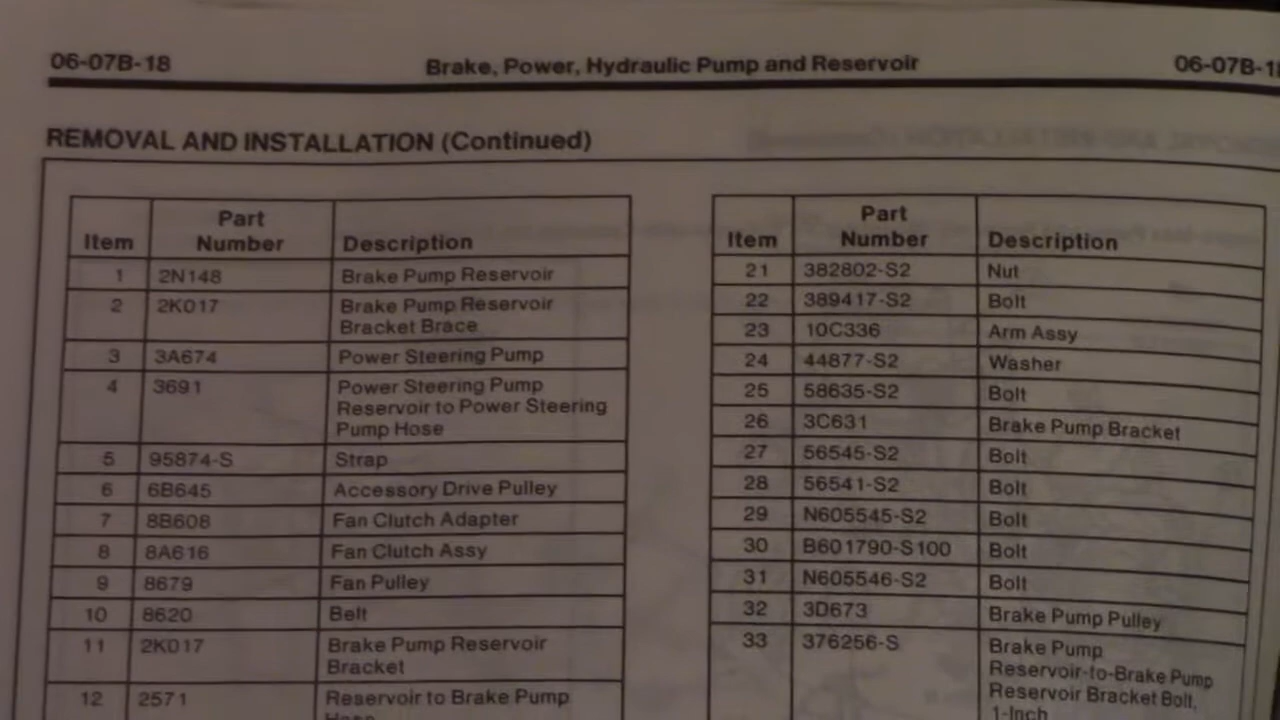 06-07B-18 Brake, Power, Hydraulic Pump and Reservoir 06-07B-18
REMOVAL AND INSTALLATION (Continued)
Item Part Number Description
1 2N148 Brake Pump Reservoir
2 2K017 Brake Pump Reservoir
Bracket Brace
3 3A674 Power Steering Pump
4 3691 Power Steering Pump
Reservoir to Power Steering
Pump Hose
5 95874-S Strap
6 6B645 Accessory Drive Pulley
7 8B608 Fan Clutch Adapter
8 8A616 Fan Clutch Assy
9 8679 Fan Pulley
10 8620 Belt
11 2K017 Brake Pump Reservoir
Bracket
12 2571 Reservoir to Brake Pump
Hose
Item Part Number Description
21 382802-S2 Nut
22 389417-S2 Bolt
23 10C336 Arm Assy
24 44877-S2 Washer
25 58635-S2 Bolt
26 3C631 Brake Pump Bracket
27 56545-S2 Bolt
28 56541-S2 Bolt
29 N605545-S2 Bolt
30 B601790-S100 Bolt
31 N605546-S2 Bolt
32 3D673 Brake Pump Pulley
33 376256-S Brake Pump
Reservoir-to-Brake Pump
Reservoir Bracket Bolt,
1-Inch